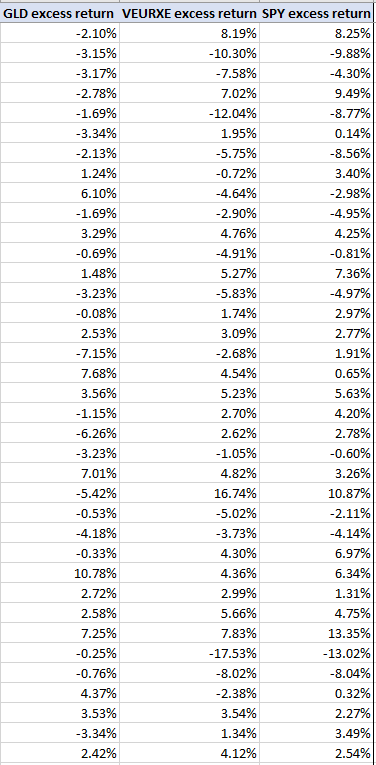 GLD excess return VEURXE excess return SPY excess return
-2.10% 8.19% 8.25%
-3.15% -10.30% -9.88%
-3.17% -7.58% -4.30%
-2.78% 7.02% 9.49%
-1.69% -12.04% -8.77%
-3.34% 1.95% 0.14%
-2.13% -5.75% -8.56%
1.24% -0.72% 3.40%
6.10% -4.64% -2.98%
-1.69% -2.90% -4.95%
3.29% 4.76% 4.25%
-0.69% -4.91% -0.81%
1.48% 5.27% 7.36%
-3.23% -5.83% -4.97%
-0.08% 1.74% 2.97%
2.53% 3.09% 2.77%
-7.15% -2.68% 1.91%
7.68% 4.54% 0.65%
3.56% 5.23% 5.63%
-1.15% 2.70% 4.20%
-6.26% 2.62% 2.78%
-3.23% -1.05% -0.60%
7.01% 4.82% 3.26%
-5.42% 16.74% 10.87%
-0.53% -5.02% -2.11%
-4.18% -3.73% -4.14%
-0.33% 4.30% 6.97%
10.78% 4.36% 6.34%
2.72% 2.99% 1.31%
2.58% 5.66% 4.75%
7.25% 7.83% 13.35%
-0.25% -17.53% -13.02%
-0.76% -8.02% -8.04%
4.37% -2.38% 0.32%
3.53% 3.54% 2.27%
-3.34% 1.34% 3.49%
2.42% 4.12% 2.54%